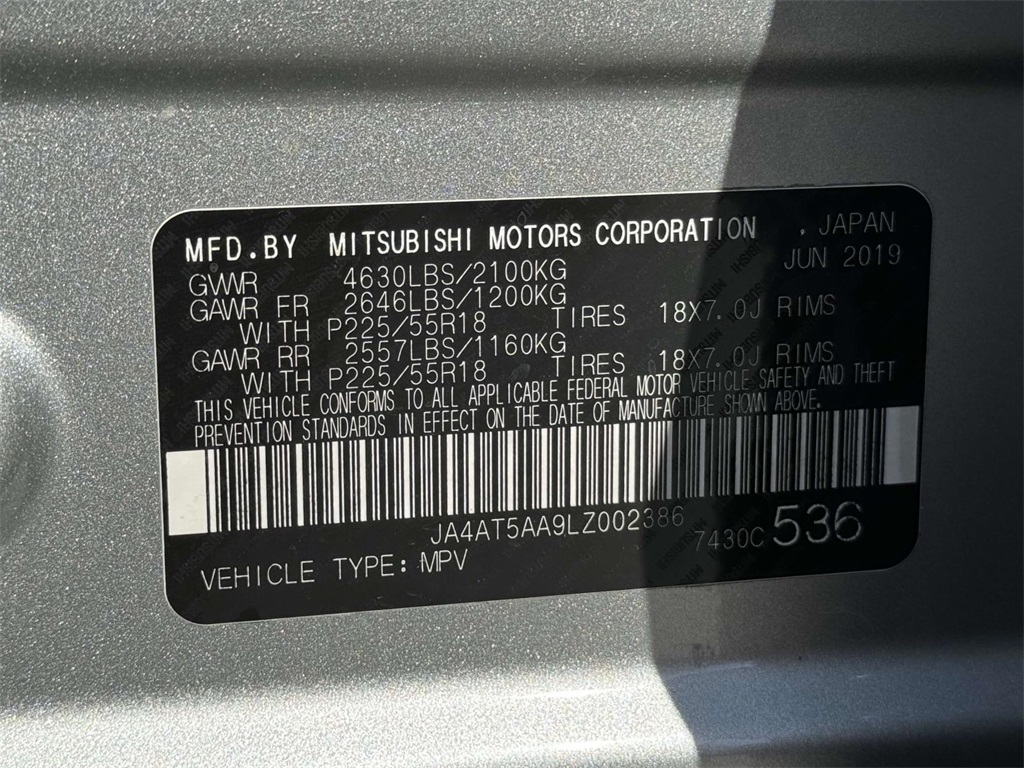 MFD.BY MITSUBISHI MOTORS CORPORATION , JAPAN
GVWR 4630LBS/2100KG JUN 2019
GAWR FR 2646LBS/1200KG
WITH P225/55R18 TIRES 18X7.0J RIMS
GAWR RR 2557LBS/1160KG
WITH P225/55R18 TIRES 18X7.0J RIMS
THIS VEHICLE CONFORMS TO ALL APPLICABLE FEDERAL MOTOR VEHICLE SAFETY AND THEFT
PREVENTION STANDARDS IN EFFECT ON THE DATE OF MANUFACTURE SHOWN ABOVE.
JA4AT5AA9LZ002386 7430C 536
VEHICLE TYPE: MPV